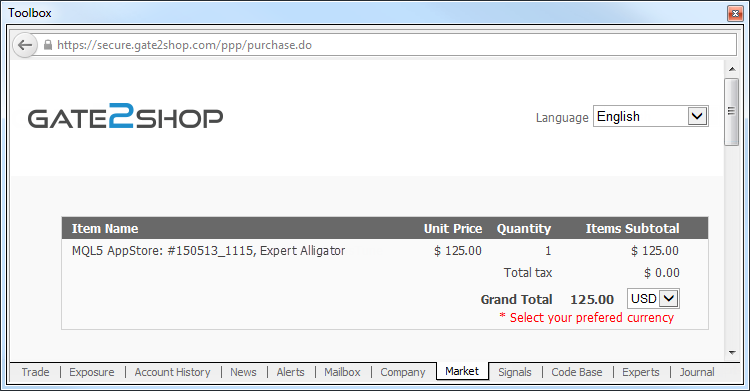 Toolbox
https://secure.gate2shop.com/ppp/purchase.do
GATE2SHOP
Language English
Item Name Unit Price Quantity Items Subtotal
MQL5 AppStore: #150513_1115, Expert Alligator $ 125.00 1 $ 125.00
Total tax $ 0.00
Grand Total 125.00 USD
* Select your prefered currency
Trade | Exposure | Account History | News | Alerts | Mailbox | Company | Market | Signals | Code Base | Experts | Journal